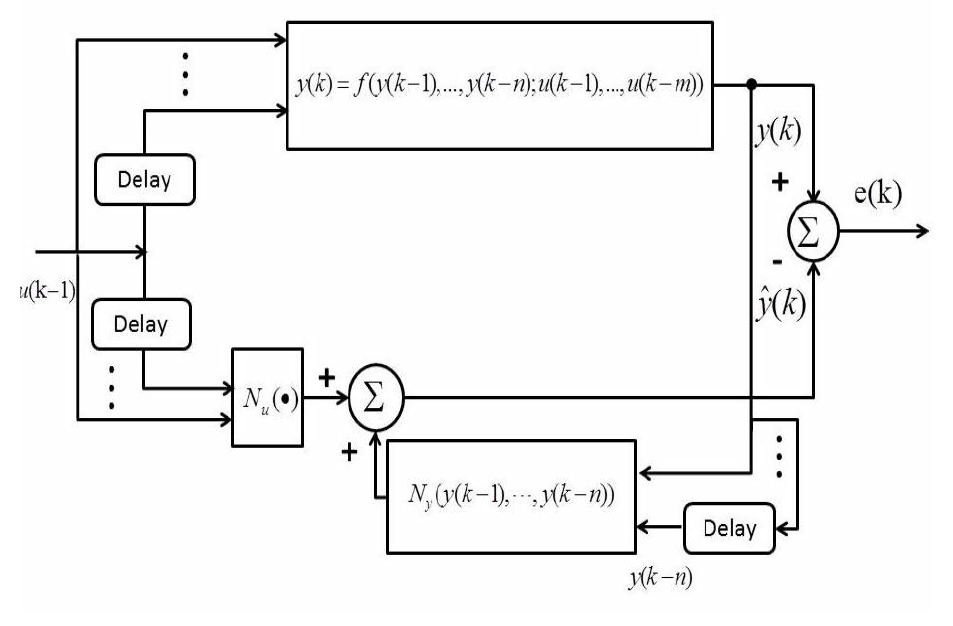 y(k) = f(y(k−1),...,y(k−n);u(k−1),...,u(k−m))
y(k)
Delay
+
e(k)
Σ
-
u(k−1)
ŷ(k)
Delay
N_u(•)
+
Σ
+
N_y(y(k−1),⋯,y(k−n))
Delay
y(k−n)